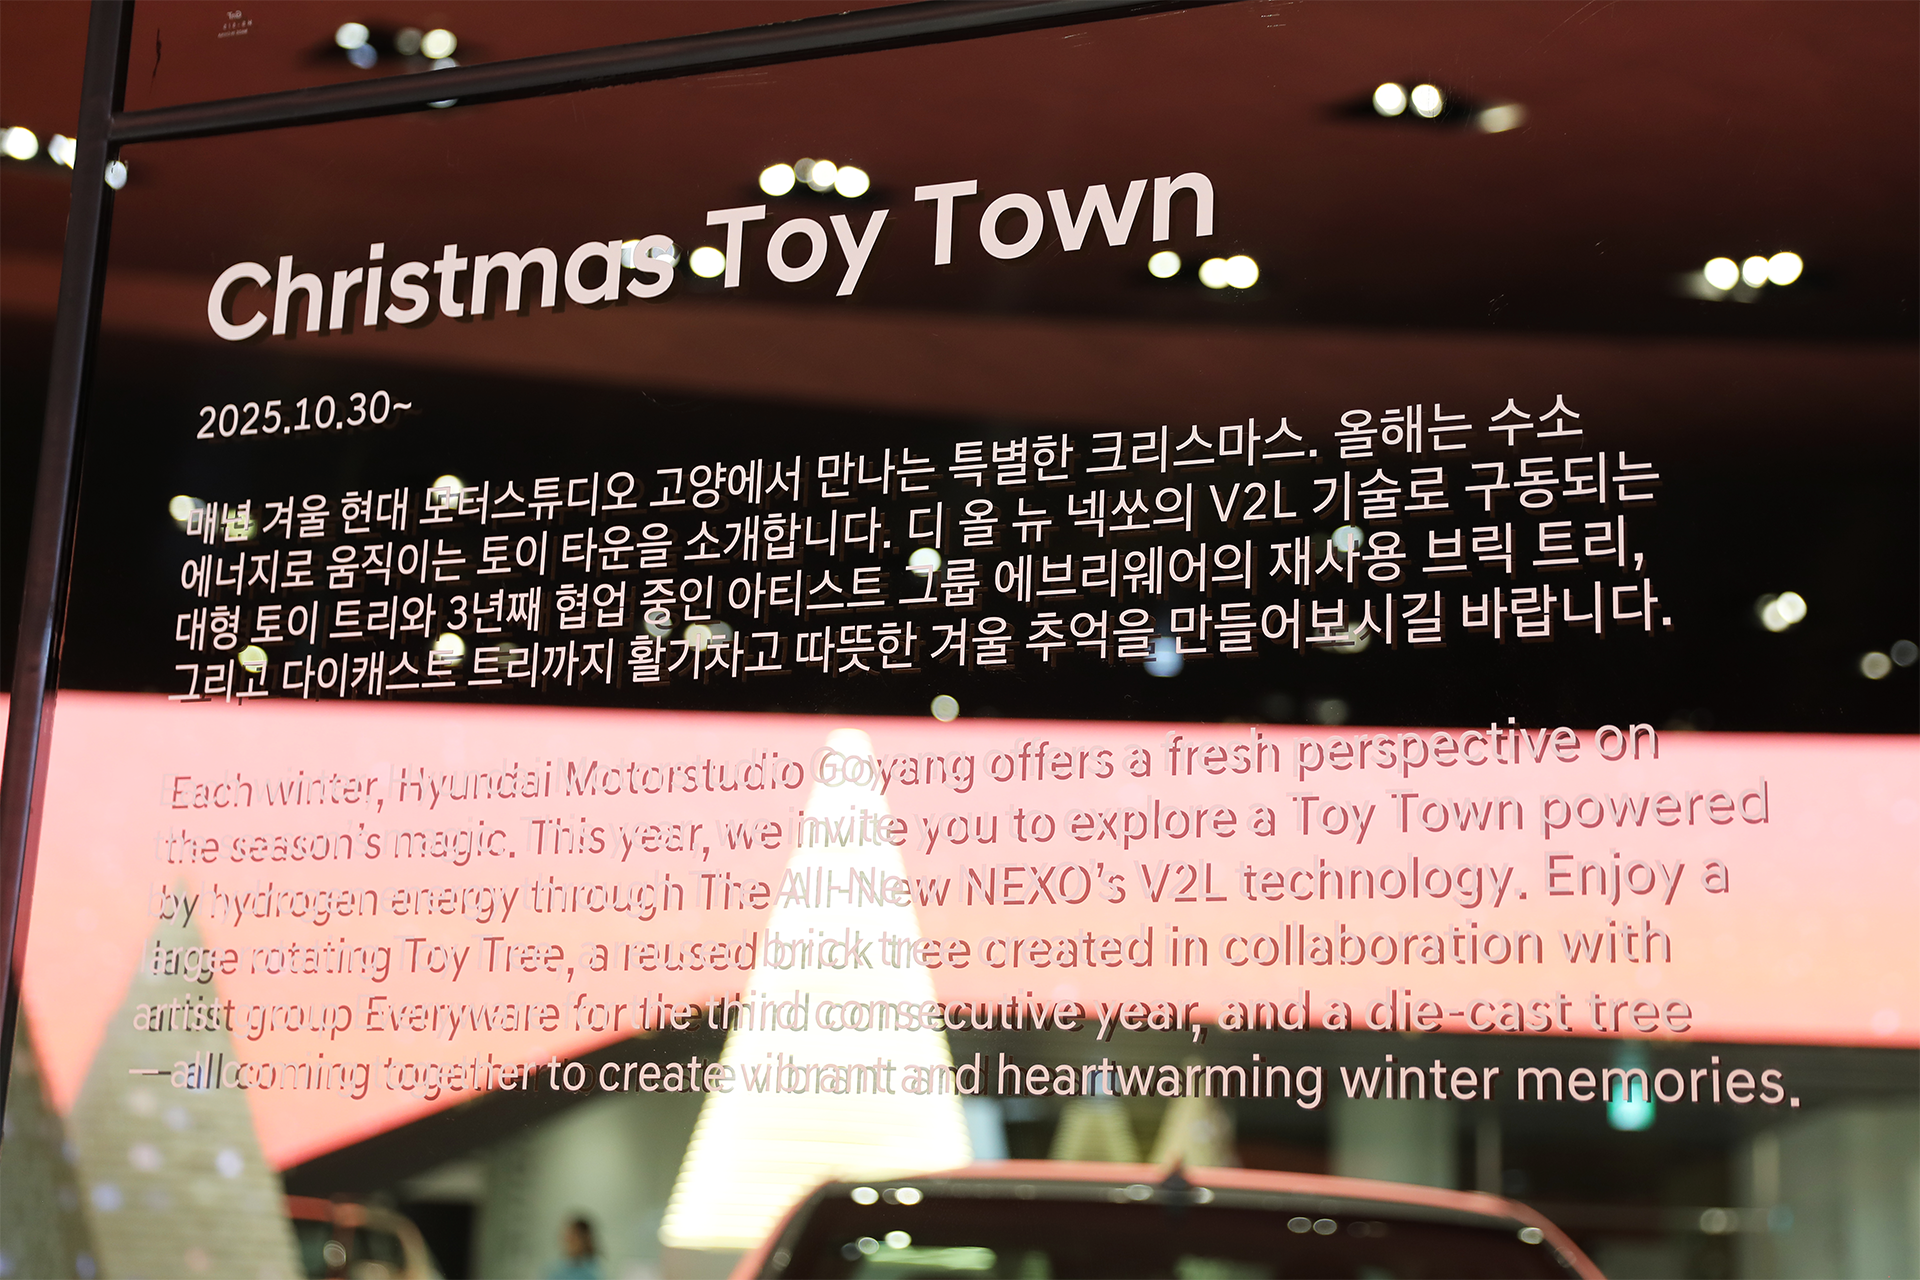 Christmas Toy Town
2025.10.30~
매년 겨울 현대 모터스튜디오 고양에서 만나는 특별한 크리스마스. 올해는 수소
에너지로 움직이는 토이 타운을 소개합니다. 디 올 뉴 넥쏘의 V2L 기술로 구동되는
대형 토이 트리와 3년째 협업 중인 아티스트 그룹 에브리웨어의 재사용 브릭 트리,
그리고 다이캐스트 트리까지 활기차고 따뜻한 겨울 추억을 만들어보시길 바랍니다.
Each winter, Hyundai Motorstudio Goyang offers a fresh perspective on
the season's magic. This year, we invite you to explore a Toy Town powered
by hydrogen energy through The All-New NEXO's V2L technology. Enjoy a
large rotating Toy Tree, a reused brick tree created in collaboration with
artist group Everyware for the third consecutive year, and a die-cast tree
—all coming together to create vibrant and heartwarming winter memories.